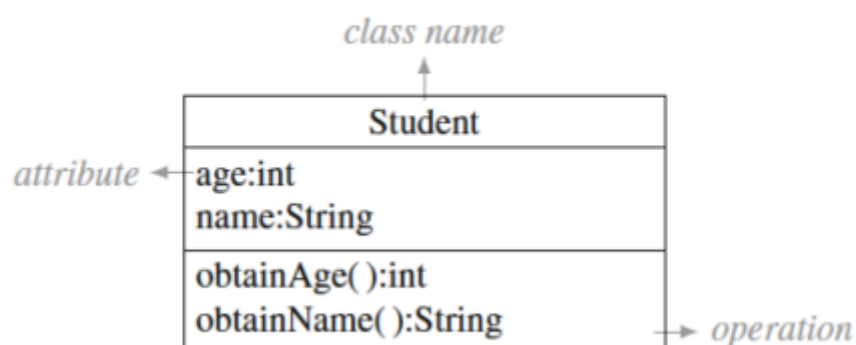 class name
Student
attribute
age:int
name:String
obtainAge( ):int
obtainName( ):String
operation